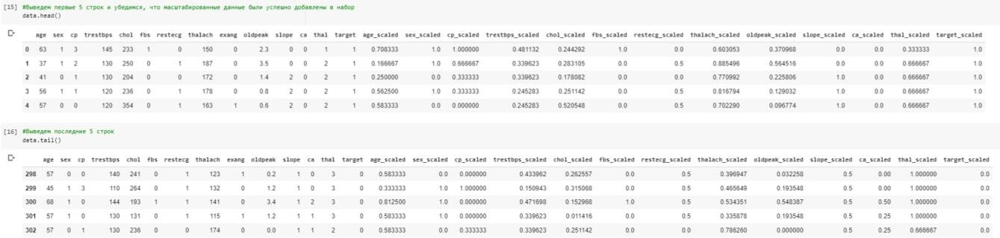 [15] #Выведем первые 5 строк и убедимся, что масштабированные данные были успешно добавлены в набор
data.head()
age sex cp trestbps chol fbs restecg thalach exang oldpeak slope ca thal target age_scaled sex_scaled cp_scaled trestbps_scaled chol_scaled fbs_scaled restecg_scaled thalach_scaled oldpeak_scaled slope_scaled ca_scaled thal_scaled target_scaled
0 63 1 3 145 233 1 0 150 0 2.3 0 0 1 1 0.708333 1.0 1.000000 0.481132 0.244292 1.0 0.0 0.603053 0.370968 0.0 0.0 0.333333 1.0
1 37 1 2 130 250 0 1 187 0 3.5 0 0 2 1 0.166667 1.0 0.666667 0.339623 0.283105 0.0 0.5 0.885496 0.564516 0.0 0.0 0.666667 1.0
2 41 0 1 130 204 0 0 172 0 1.4 2 0 2 1 0.250000 0.0 0.333333 0.339623 0.178082 0.0 0.0 0.770992 0.225806 1.0 0.0 0.666667 1.0
3 56 1 1 120 236 0 1 178 0 0.8 2 0 2 1 0.562500 1.0 0.333333 0.245283 0.251142 0.0 0.5 0.816794 0.129032 1.0 0.0 0.666667 1.0
4 57 0 0 120 354 0 1 163 1 0.6 2 0 2 1 0.583333 0.0 0.000000 0.245283 0.520548 0.0 0.5 0.702290 0.096774 1.0 0.0 0.666667 1.0
[16] #Выведем последние 5 строк
data.tail()
age sex cp trestbps chol fbs restecg thalach exang oldpeak slope ca thal target age_scaled sex_scaled cp_scaled trestbps_scaled chol_scaled fbs_scaled restecg_scaled thalach_scaled oldpeak_scaled slope_scaled ca_scaled thal_scaled target_scaled
298 57 0 0 140 241 0 1 123 1 0.2 1 0 3 0 0.583333 0.0 0.000000 0.433962 0.262557 0.0 0.5 0.396947 0.032258 0.5 0.00 1.000000 0.0
299 45 1 3 110 264 0 1 132 0 1.2 1 0 3 0 0.333333 1.0 1.000000 0.150943 0.315068 0.0 0.5 0.465649 0.193548 0.5 0.00 1.000000 0.0
300 68 1 0 144 193 1 1 141 0 3.4 1 2 3 0 0.812500 1.0 0.000000 0.471698 0.152968 1.0 0.5 0.534351 0.548387 0.5 0.50 1.000000 0.0
301 57 1 0 130 131 0 1 115 1 1.2 1 1 3 0 0.583333 1.0 0.000000 0.339623 0.011416 0.0 0.5 0.335878 0.193548 0.5 0.25 1.000000 0.0
302 57 0 1 130 236 0 0 174 0 0.0 1 1 2 0 0.583333 0.0 0.333333 0.339623 0.251142 0.0 0.0 0.786260 0.000000 0.5 0.25 0.666667 0.0